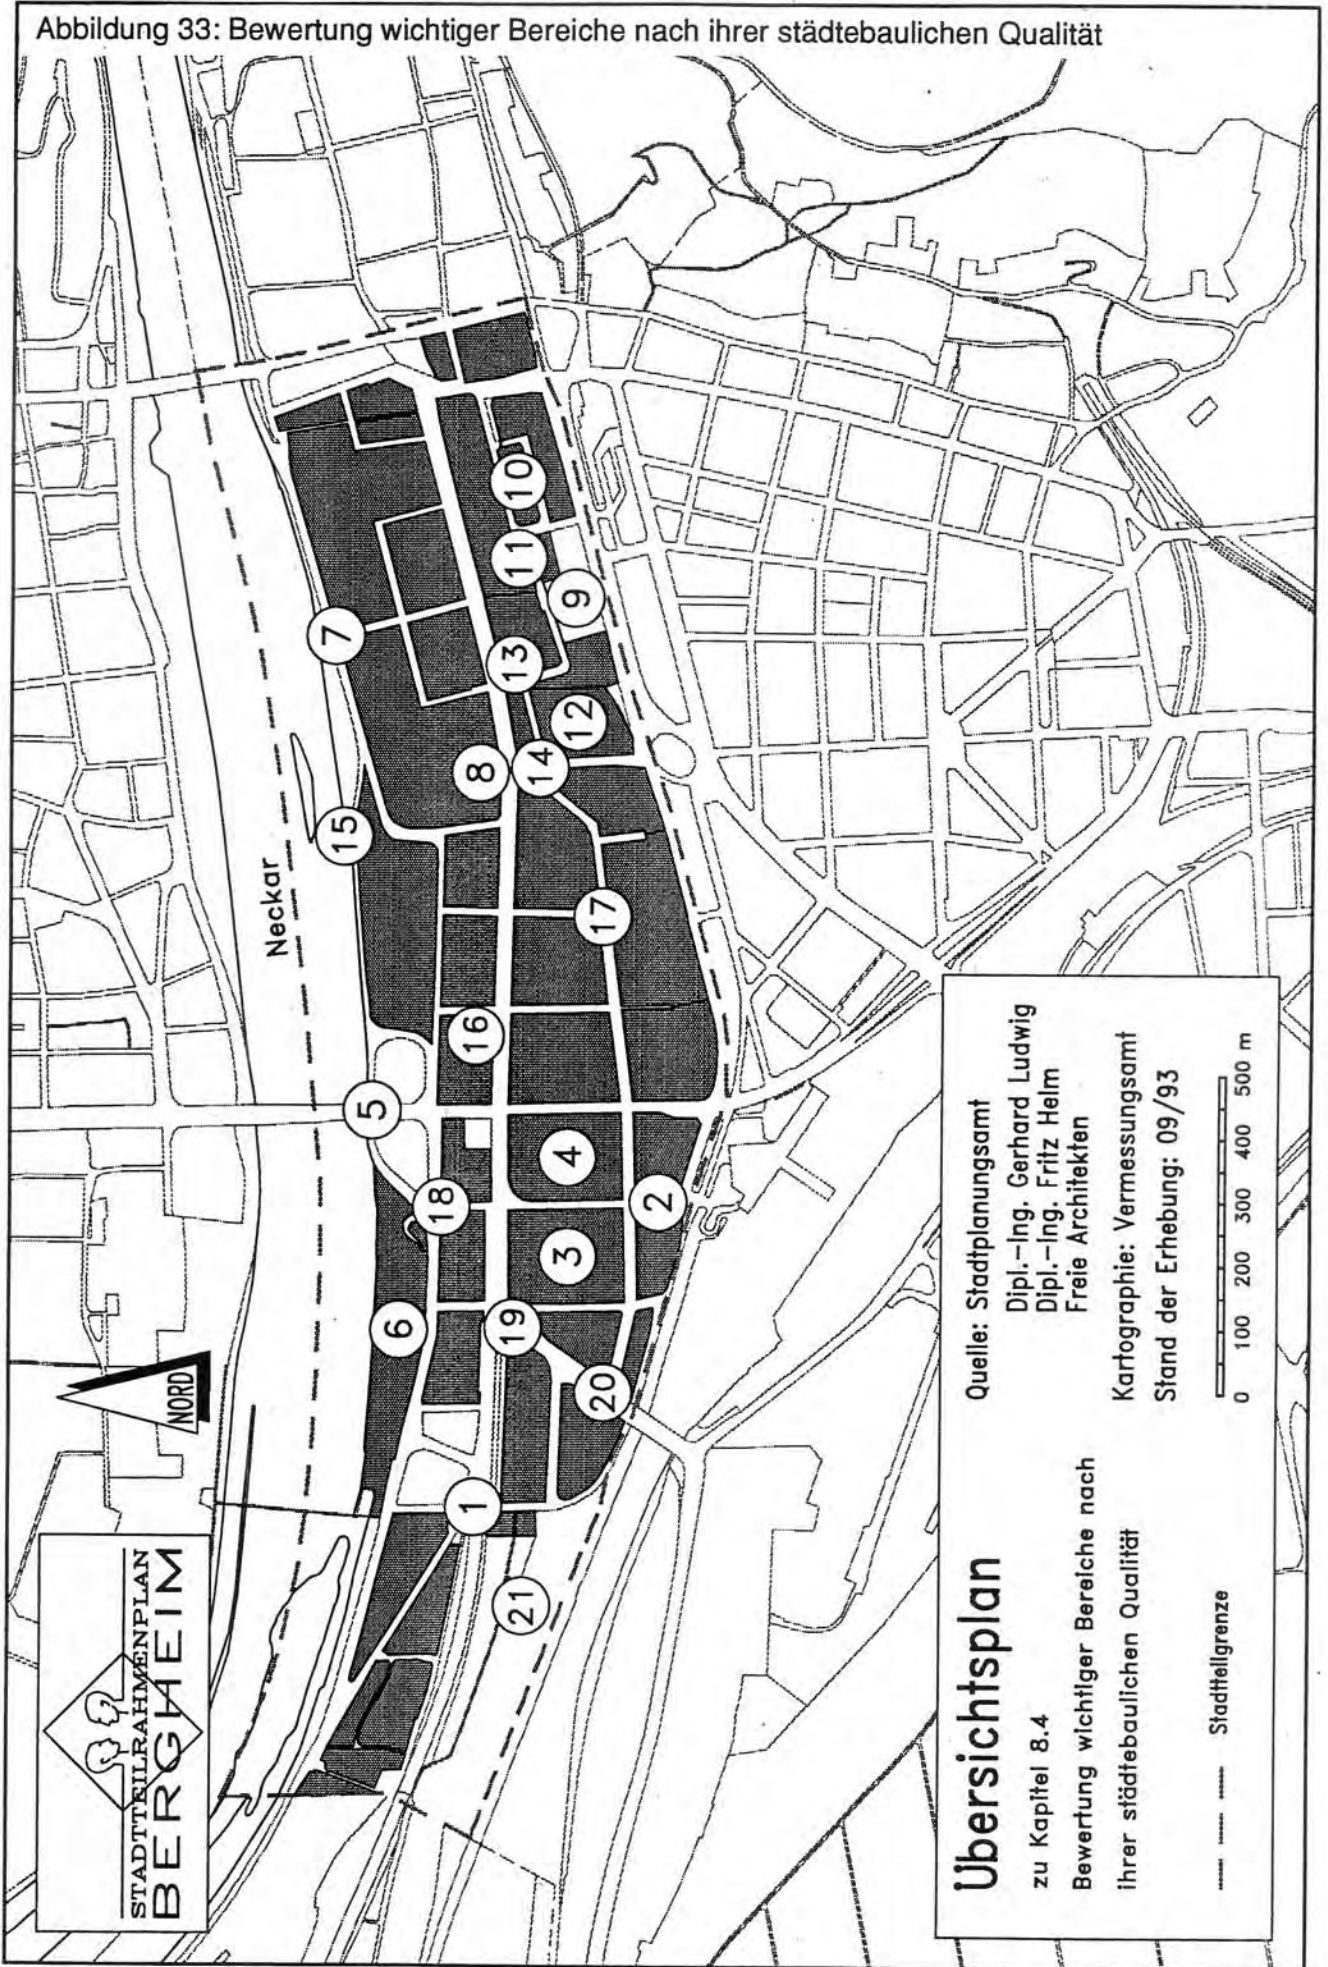 Abbildung 33: Bewertung wichtiger Bereiche nach ihrer städtebaulichen Qualität
STADTTEILRAHMENPLAN
BERGHEIM
NORD
Neckar
1
2
3
4
5
6
7
8
9
10
11
12
13
14
15
16
17
18
19
20
21
Übersichtsplan
zu Kapitel 8.4
Bewertung wichtiger Bereiche nach
ihrer städtebaulichen Qualität
Stadtteilgrenze
Quelle: Stadtplanungsamt
Dipl.-Ing. Gerhard Ludwig
Dipl.-Ing. Fritz Helm
Freie Architekten
Kartographie: Vermessungsamt
Stand der Erhebung: 09/93
0 100 200 300 400 500 m